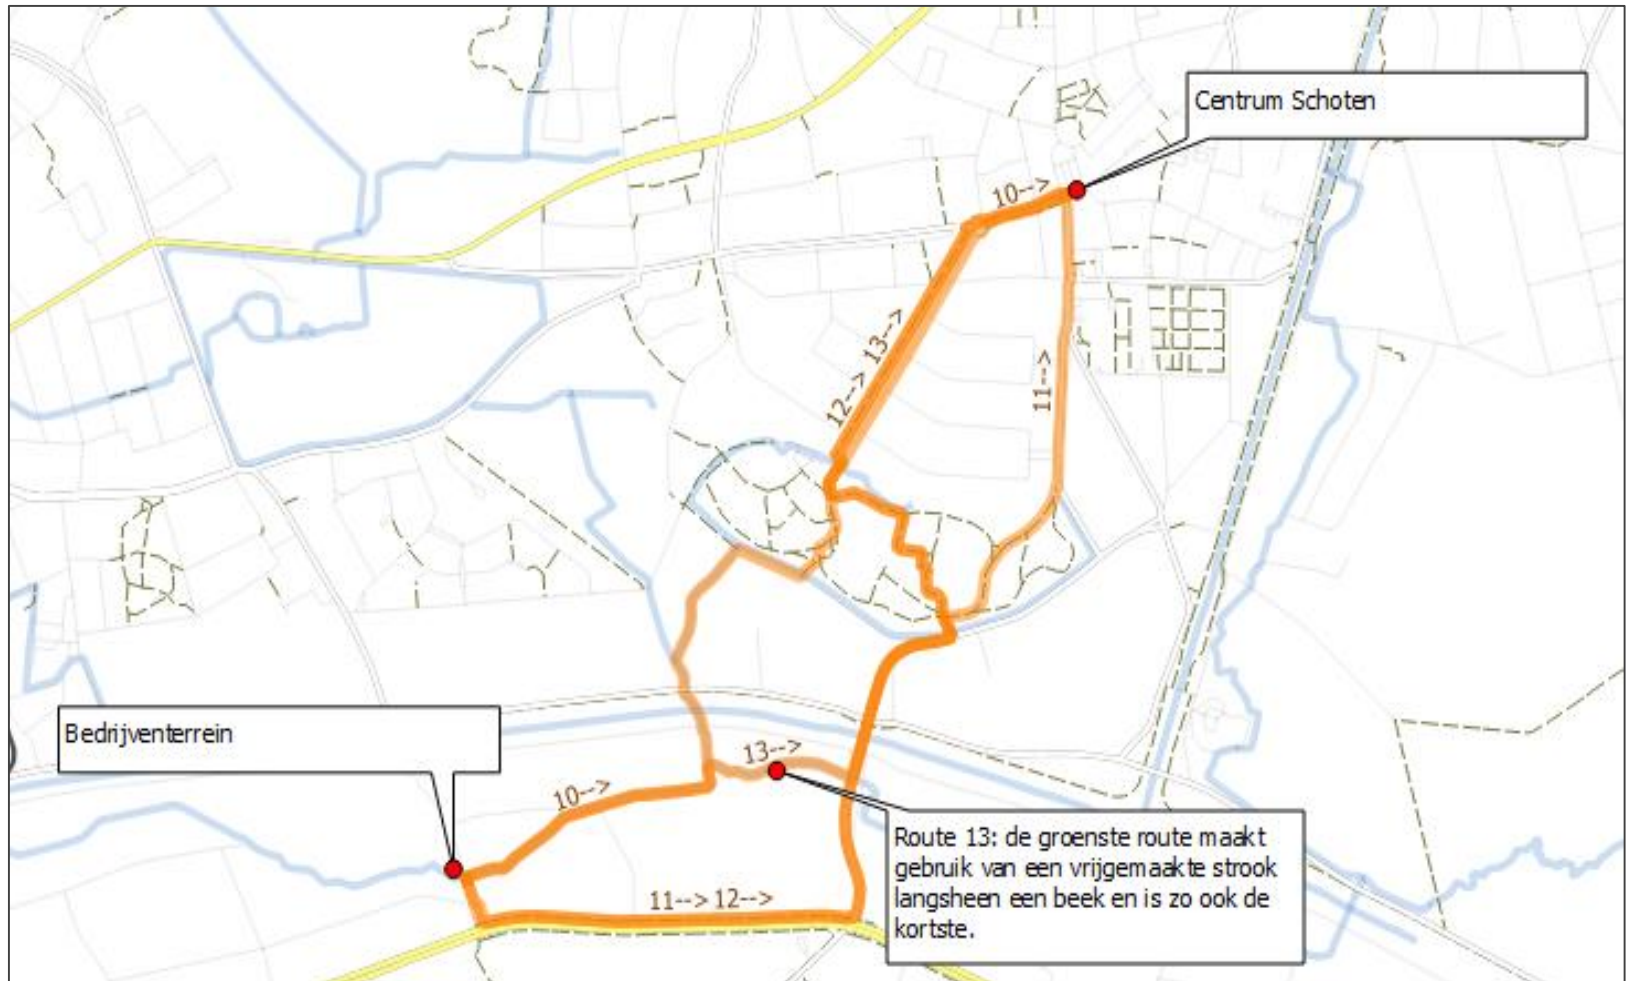 Centrum Schoten
10-->
13-->
12-->
11-->
Bedrijventerrein
13-->
10-->
Route 13: de groenste route maakt
gebruik van een vrijgemaakte strook
langsheen een beek en is zo ook de
kortste.
11--> 12-->